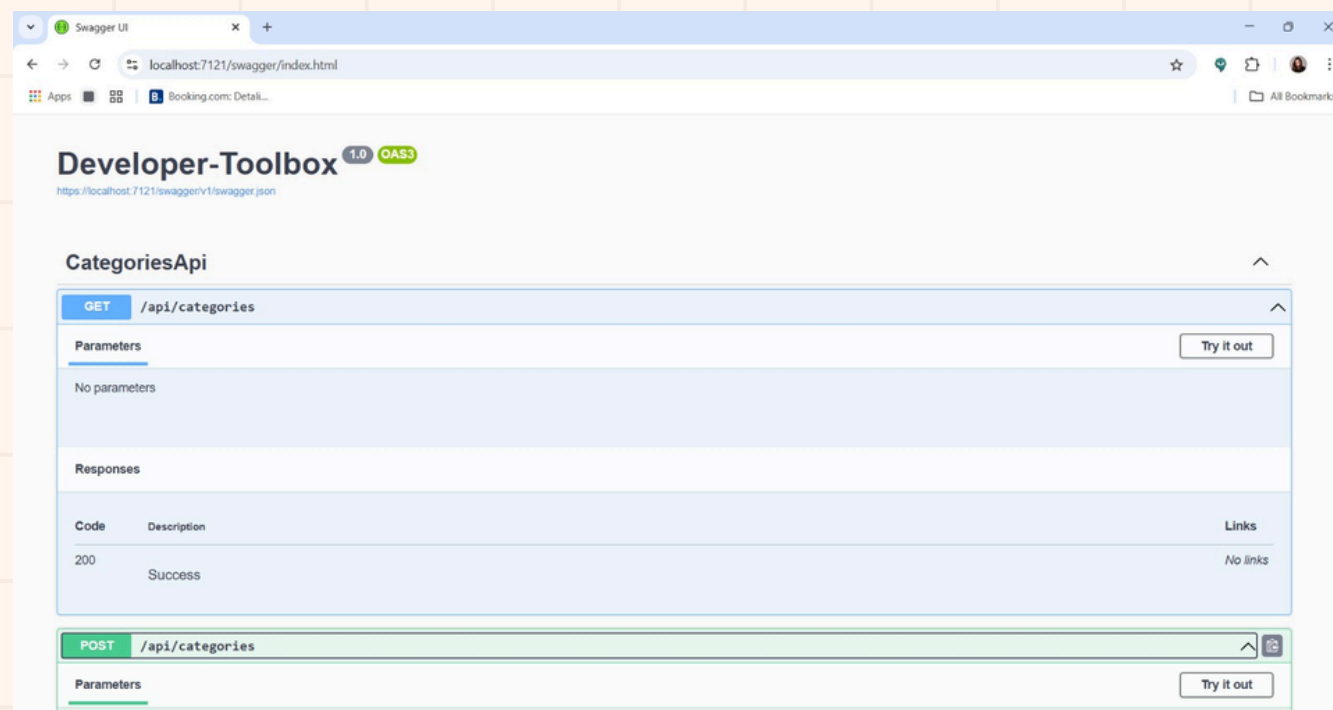 Swagger UI
localhost:7121/swagger/index.html
Apps
B. Booking.com: Detali...
All Bookmarks
Developer-Toolbox 1.0 OAS3
https://localhost:7121/swagger/v1/swagger.json
CategoriesApi
GET /api/categories
Parameters
Try it out
No parameters
Responses
Code Description Links
200 Success No links
POST /api/categories
Parameters
Try it out